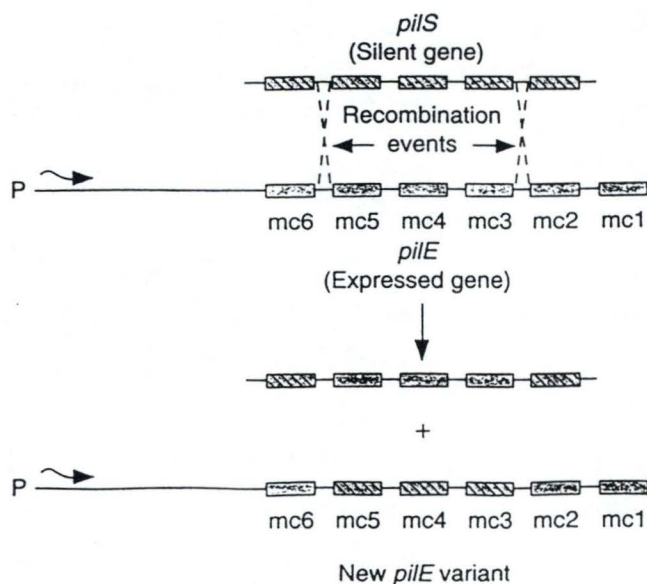 pilS
(Silent gene)
Recombination
events
P
mc6 mc5 mc4 mc3 mc2 mc1
pilE
(Expressed gene)
+
P
mc6 mc5 mc4 mc3 mc2 mc1
New pilE variant